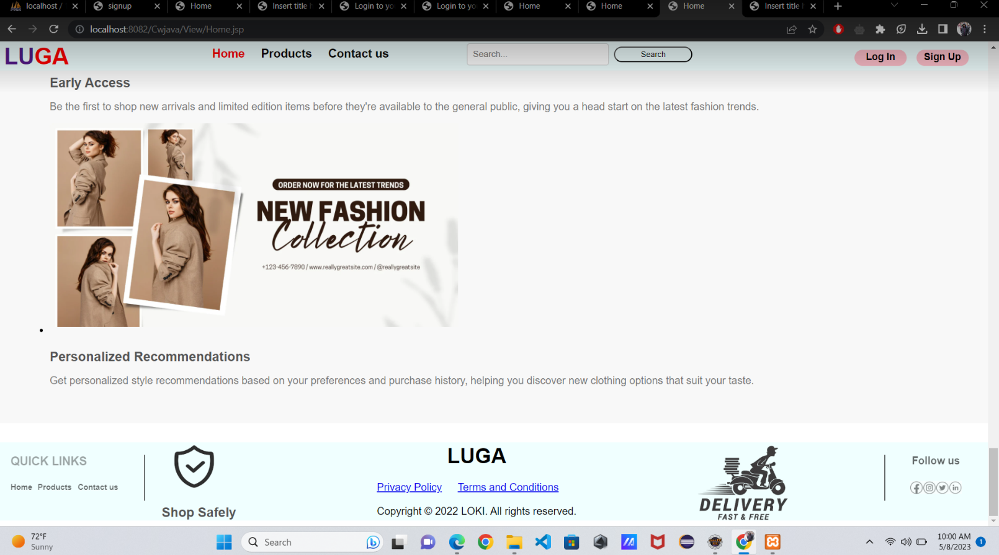 localhost /
signup
Home
Insert title h
Login to yo
Login to yo
Home
Home
Home
Insert title h
localhost:8082/Cwjava/View/Home.jsp
LUGA
Home
Products
Contact us
Search...
Search
Log In
Sign Up
Early Access
Be the first to shop new arrivals and limited edition items before they're available to the general public, giving you a head start on the latest fashion trends.
ORDER NOW FOR THE LATEST TRENDS
NEW FASHION
Collection
+123-456-7890 / www.reallygreatsite.com / @reallygreatsite
Personalized Recommendations
Get personalized style recommendations based on your preferences and purchase history, helping you discover new clothing options that suit your taste.
QUICK LINKS
Home Products Contact us
Shop Safely
LUGA
Privacy Policy Terms and Conditions
Copyright © 2022 LOKI. All rights reserved.
DELIVERY
FAST & FREE
Follow us
72°F
Sunny
Search
10:00 AM
5/8/2023
1